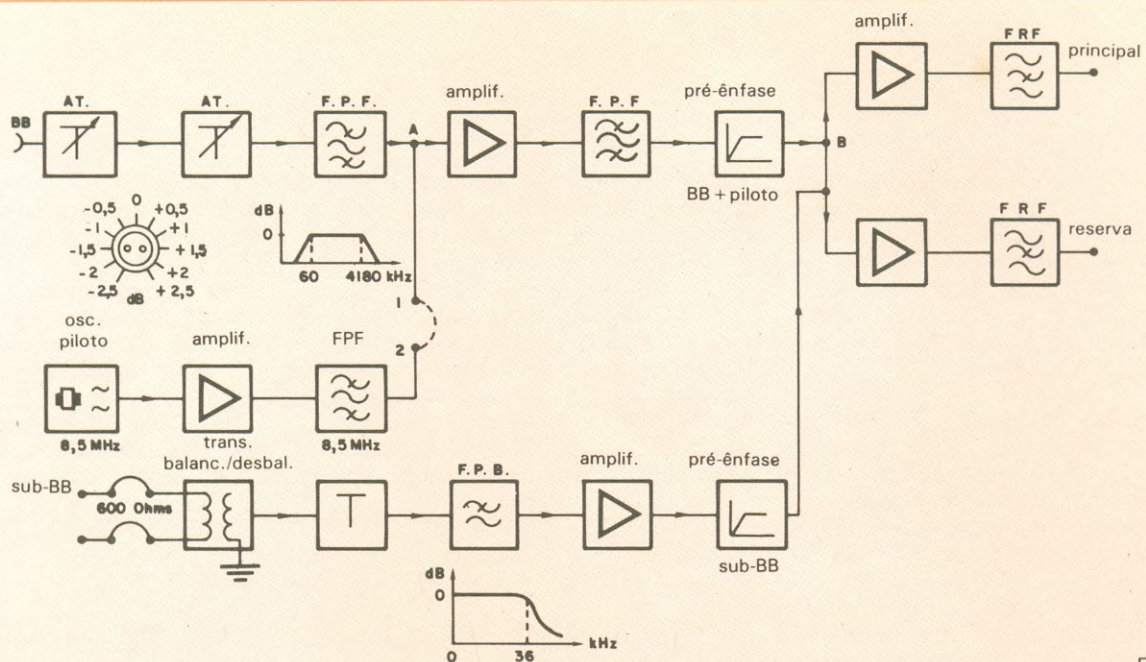 amplif.
F R F
principal
AT.
AT.
F. P. F.
amplif.
F. P. F
pré-ênfase
BB
A
B
BB + piloto
0
-0,5
+0,5
-1
+1
-1,5
+ 1,5
-2
+2
-2,5
+ 2,5
dB
dB
0
60
4180 kHz
F R F
reserva
1
2
osc.
piloto
amplif.
FPF
8,5 MHz
8,5 MHz
trans.
balanc./desbal.
sub-BB
600 Ohms
T
F. P. B.
amplif.
pré-ênfase
sub-BB
dB
0
0
36
kHz